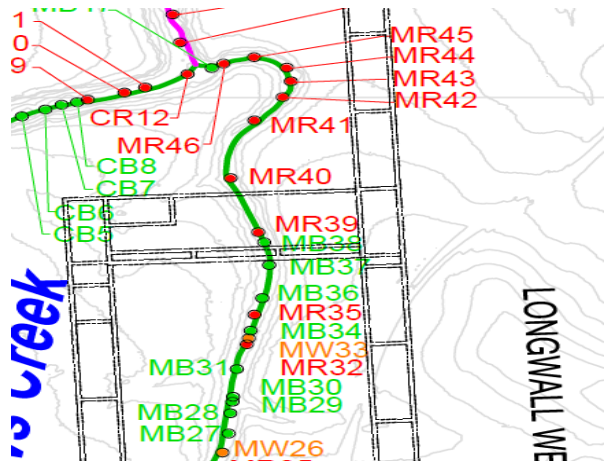 1
MR45
0
MR44
9
MR43
MR42
CR12
MR41
MR46
CB8
CB7
MR40
CB6
CB5
MR39
MB38
MB37
MB36
MR35
MB34
MW33
MR32
MB31
MB30
MB29
MB28
MB27
MW26
Creek
LONGWALL WE